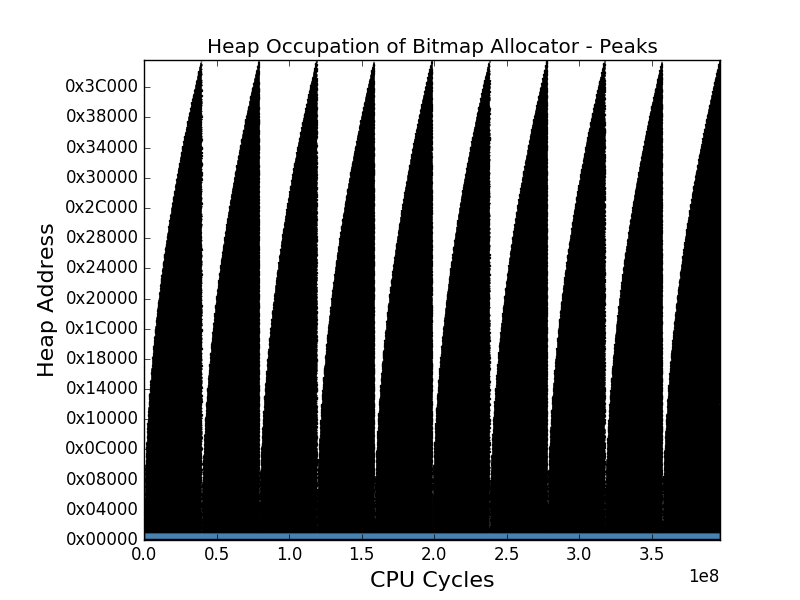 Heap Occupation of Bitmap Allocator - Peaks
Heap Address
0x3C000
0x38000
0x34000
0x30000
0x2C000
0x28000
0x24000
0x20000
0x1C000
0x18000
0x14000
0x10000
0x0C000
0x08000
0x04000
0x00000
0.0 0.5 1.0 1.5 2.0 2.5 3.0 3.5
1e8
CPU Cycles